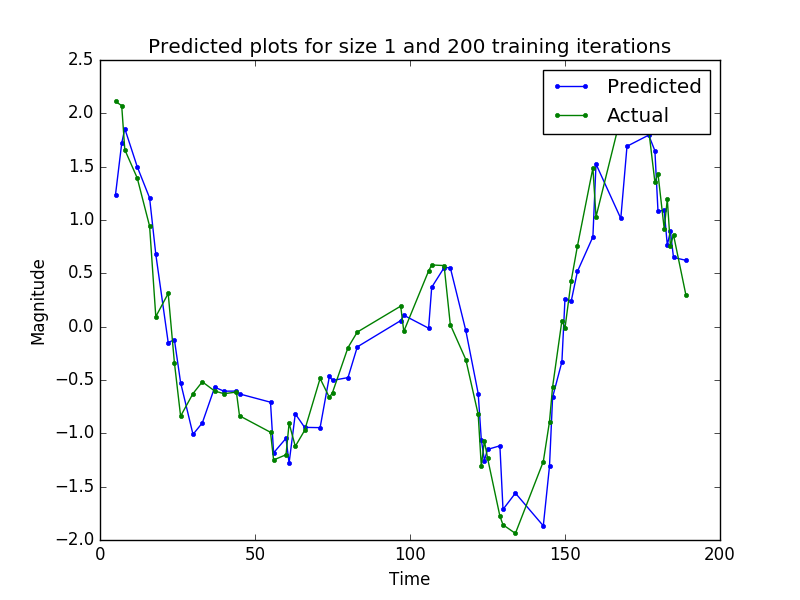 Predicted plots for size 1 and 200 training iterations
2.5
2.0
1.5
1.0
0.5
0.0
−0.5
−1.0
−1.5
−2.0
Magnitude
Predicted
Actual
0 50 100 150 200
Time